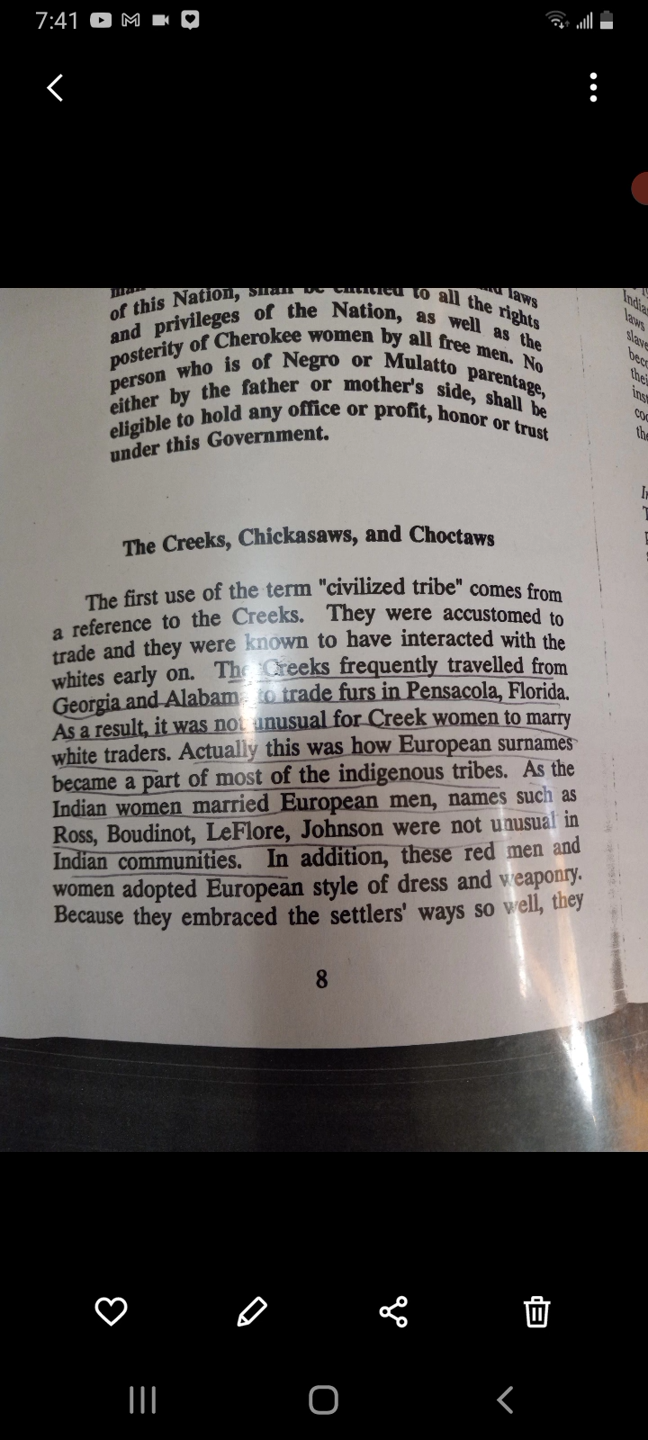 7:41
laws
of this Nation, shall be entitled to all the rights
and privileges of the Nation, as well as the
posterity of Cherokee women by all free men. No
person who is of Negro or Mulatto parentage,
either by the father or mother's side, shall be
eligible to hold any office or profit, honor or trust
under this Government.
The Creeks, Chickasaws, and Choctaws
The first use of the term "civilized tribe" comes from
a reference to the Creeks. They were accustomed to
trade and they were known to have interacted with the
whites early on. The Creeks frequently travelled from
Georgia and Alabama to trade furs in Pensacola, Florida.
As a result, it was not unusual for Creek women to marry
white traders. Actually this was how European surnames
became a part of most of the indigenous tribes. As the
Indian women married European men, names such as
Ross, Boudinot, LeFlore, Johnson were not unusual in
Indian communities. In addition, these red men and
women adopted European style of dress and weaponry.
Because they embraced the settlers' ways so well, they
8
laws